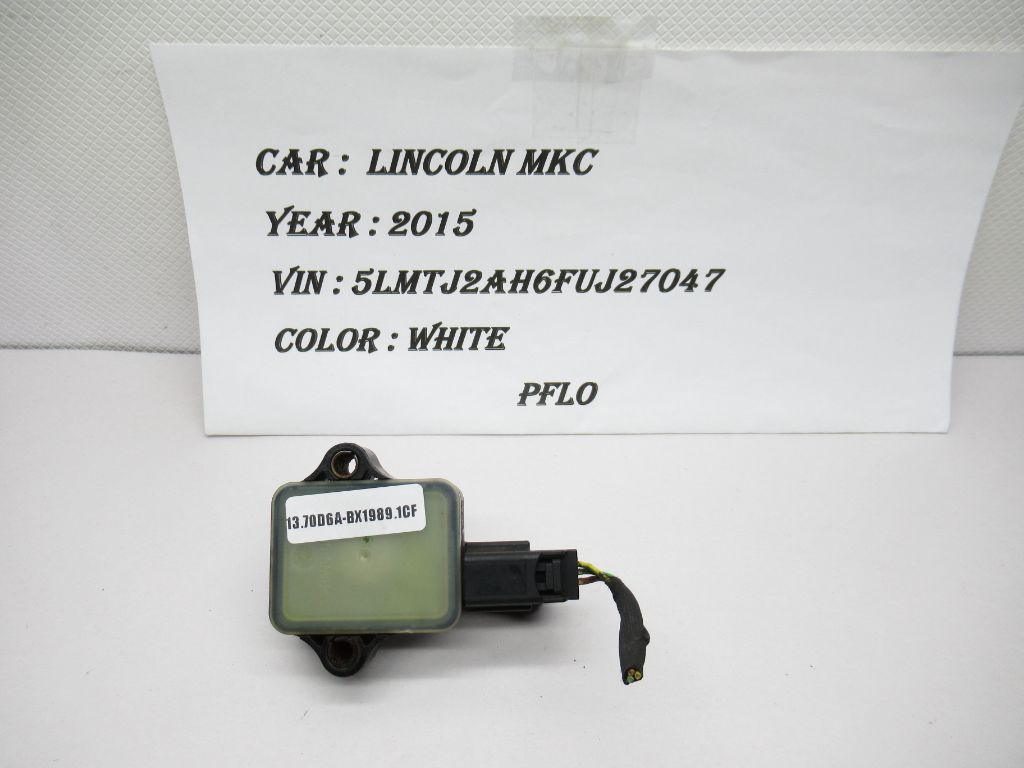 CAR : LINCOLN MKC
YEAR : 2015
VIN : 5LMTJ2AH6FUJ27047
COLOR : WHITE
PFLO
13.70D6A-BX1989.1CF